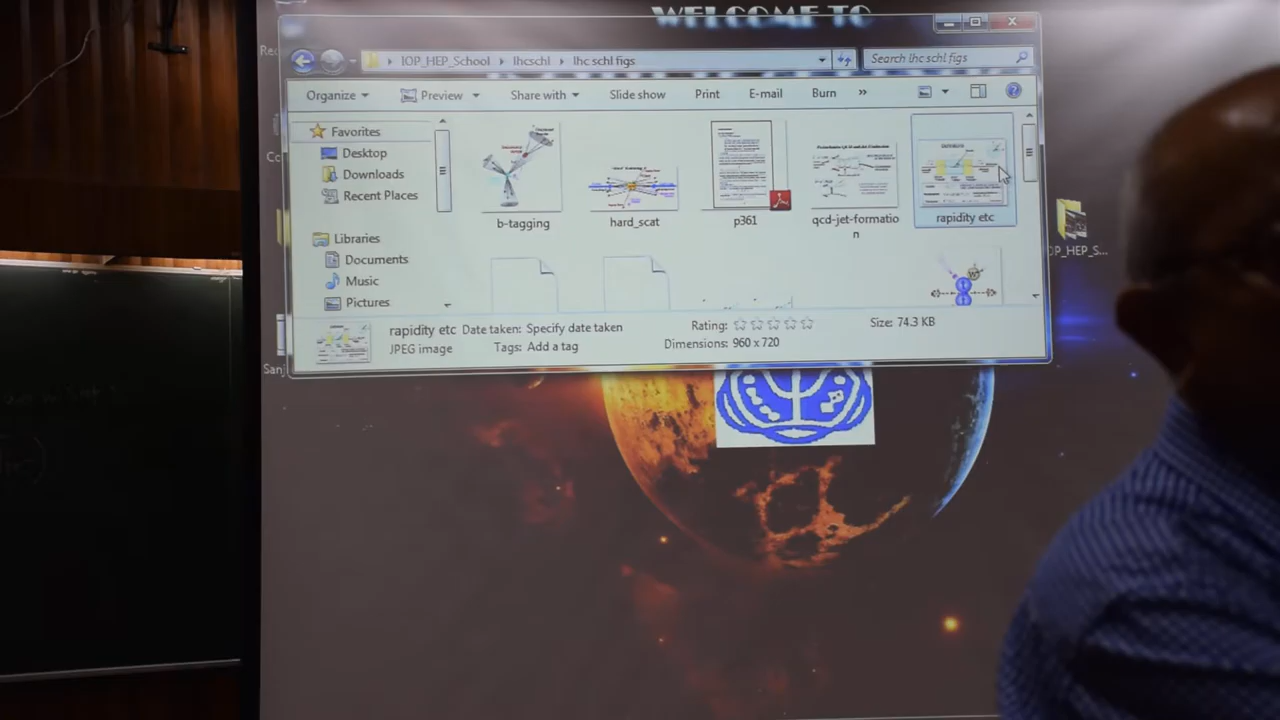 WELCOME TO
IOP_HEP_School
lhcschl
lhc schl figs
Search lhc schl figs
Organize
Preview
Share with
Slide show
Print
E-mail
Burn
»
Favorites
Desktop
Downloads
Recent Places
Libraries
Documents
Music
Pictures
b-tagging
hard_scat
p361
qcd-jet-formatio
n
rapidity etc
rapidity etc Date taken: Specify date taken
JPEG image Tags: Add a tag
Rating:
Dimensions: 960 x 720
Size: 74.3 KB
OP_HEP_S...